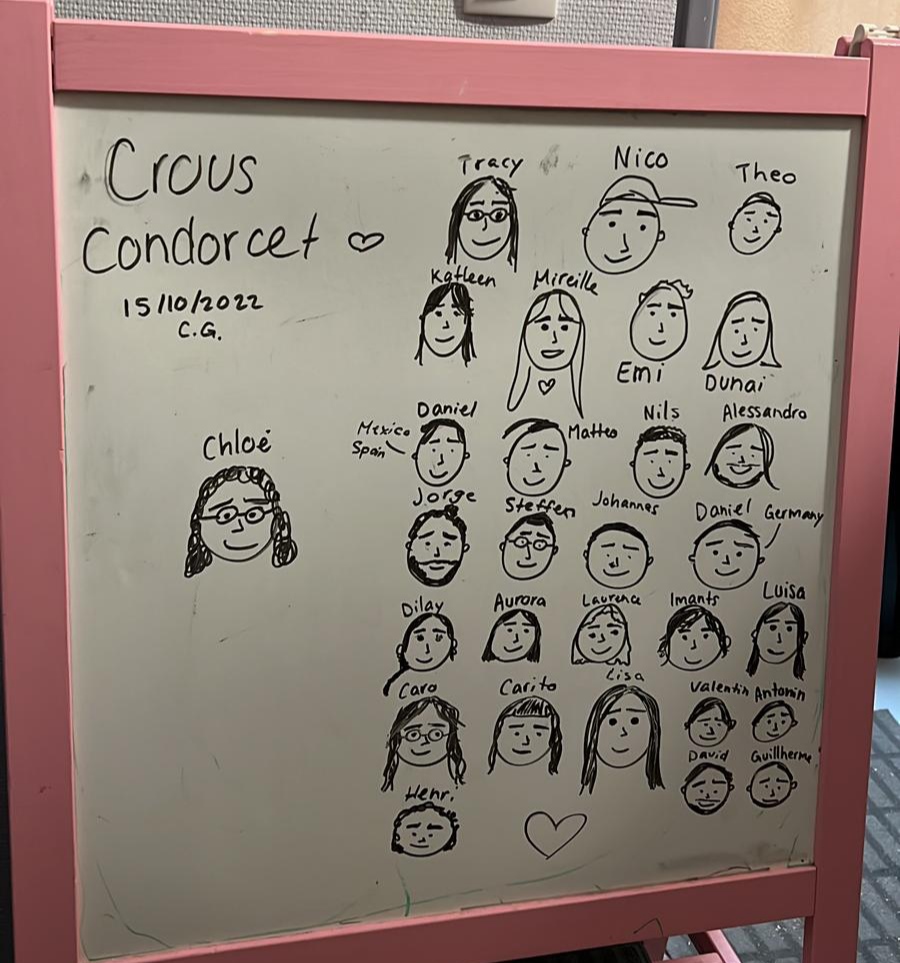 Crous
Condorcet ♡
15/10/2022
C.G.
Chloé
Tracy Nico Theo
Katleen Mireille
Emi Dunai
Daniel Matteo Nils Alessandro
Mexico
Spain
Jorge Steffen Johannes Daniel Germany
Dilay Aurora Laurence Imants Luisa
Caro Carito Lisa Valentin Antonin
David Guillherme
Henri